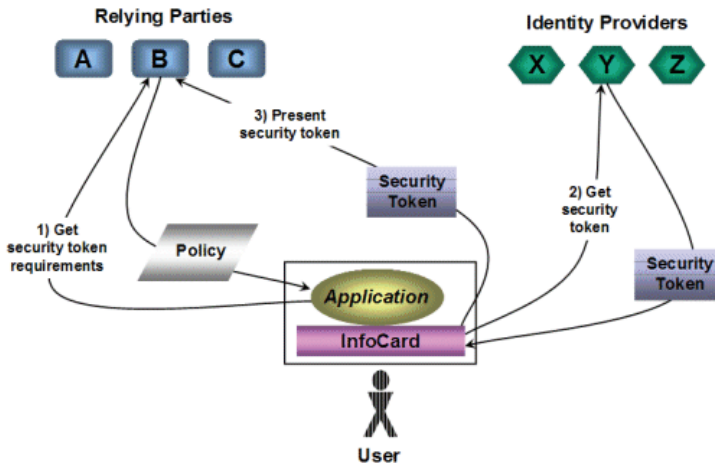 Relying Parties
Identity Providers
A
B
C
X
Y
Z
3) Present
security token
Security
Token
2) Get
security
token
1) Get
security token
requirements
Policy
Security
Token
Application
InfoCard
User